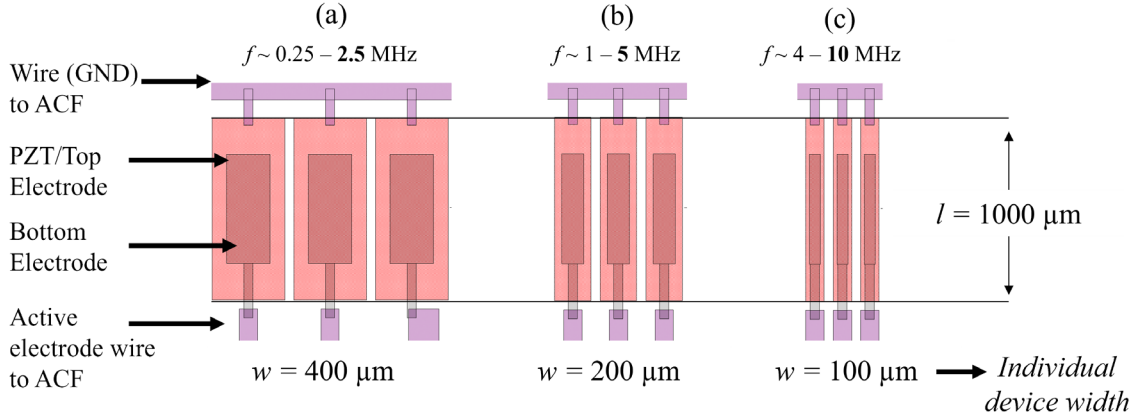 (a)
(b)
(c)
f ~ 0.25 – 2.5 MHz
f ~ 1 – 5 MHz
f ~ 4 – 10 MHz
Wire (GND)
to ACF
PZT/Top
Electrode
Bottom
Electrode
Active
electrode wire
to ACF
l = 1000 µm
w = 400 µm
w = 200 µm
w = 100 µm
Individual
device width